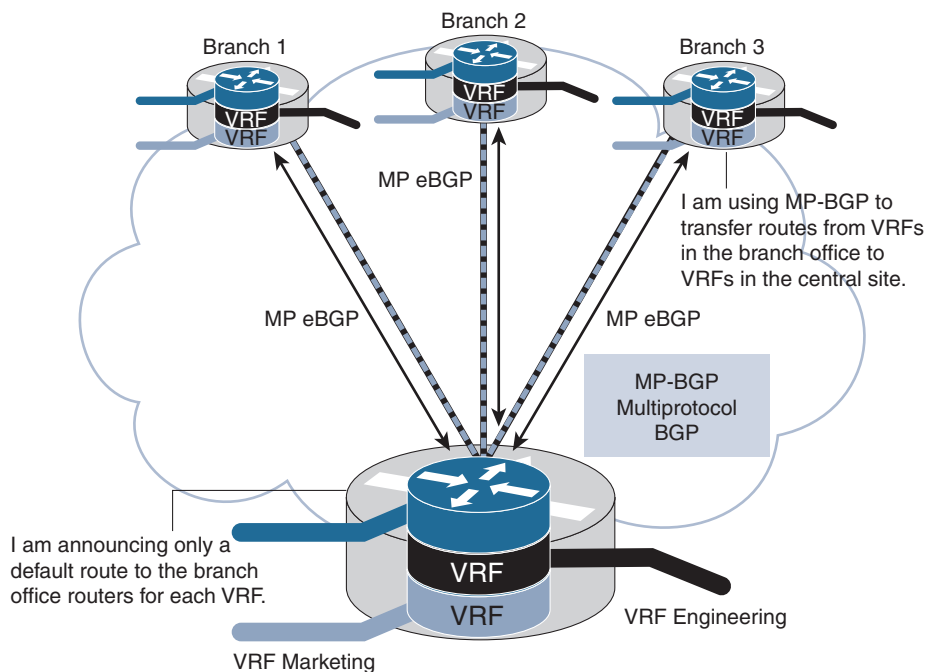 Branch 1
Branch 2
Branch 3
VRF
VRF
VRF
VRF
VRF
VRF
MP eBGP
I am using MP-BGP to
transfer routes from VRFs
in the branch office to
VRFs in the central site.
MP eBGP
MP eBGP
MP-BGP
Multiprotocol
BGP
I am announcing only a
default route to the branch
office routers for each VRF.
VRF
VRF
VRF Engineering
VRF Marketing